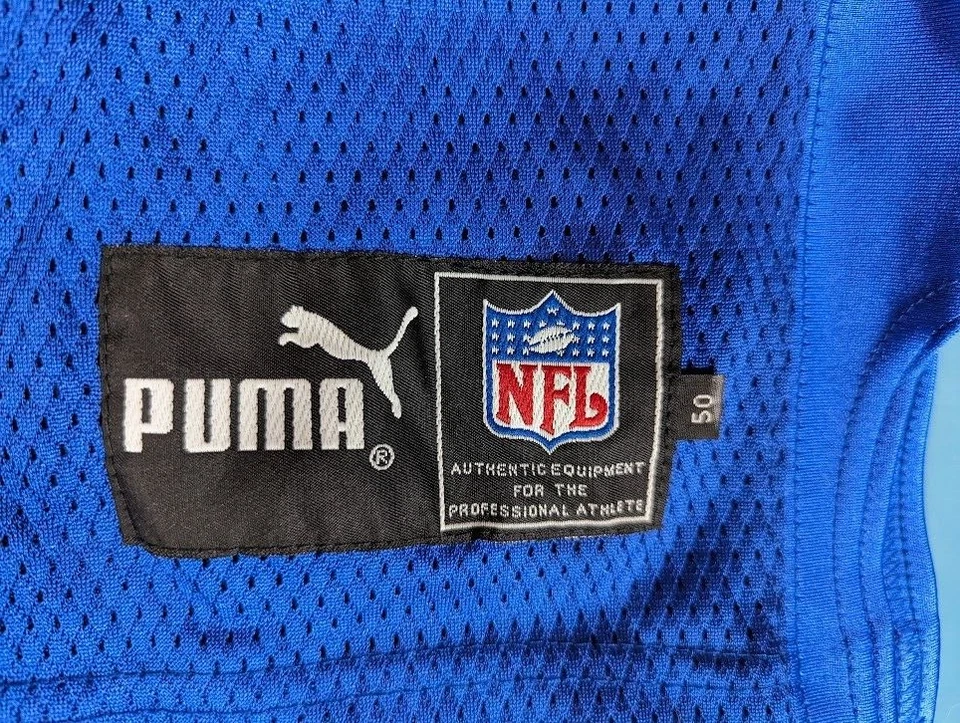 PUMA®
NFL
AUTHENTIC EQUIPMENT
FOR THE
PROFESSIONAL ATHLETE
50